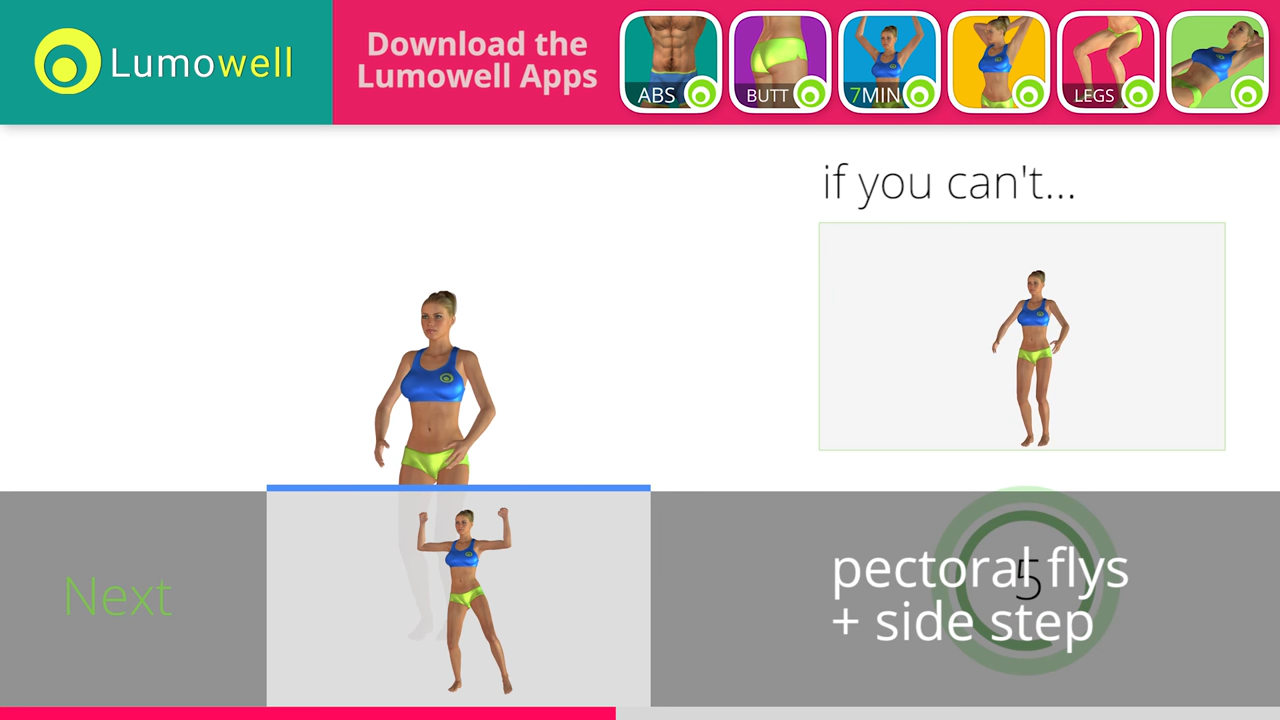 Lumowell
Download the
Lumowell Apps
ABS
BUTT
7MIN
LEGS
if you can't...
Next
5
pectoral flys
+ side step